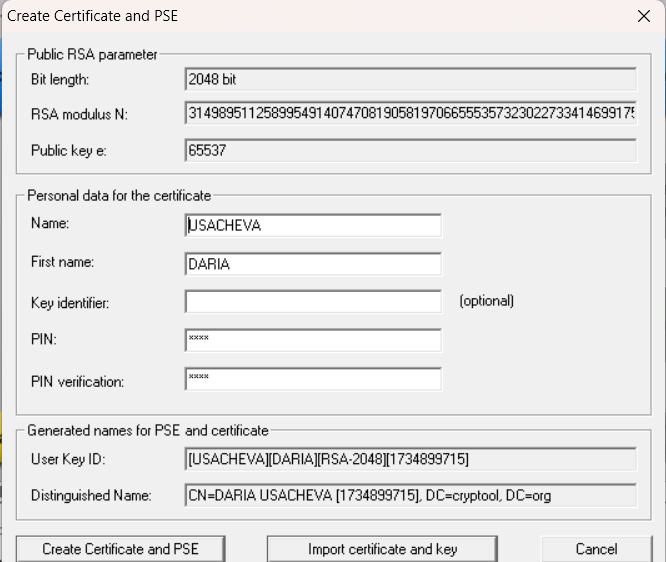 Create Certificate and PSE
Public RSA parameter
Bit length: 2048 bit
RSA modulus N: 314989511258995491407470819058197066555357323022733414699175
Public key e: 65537
Personal data for the certificate
Name: USACHEVA
First name: DARIA
Key identifier: (optional)
PIN: ****
PIN verification: ****
Generated names for PSE and certificate
User Key ID: [USACHEVA][DARIA][RSA-2048][1734899715]
Distinguished Name: CN=DARIA USACHEVA [1734899715], DC=cryptool, DC=org
Create Certificate and PSE Import certificate and key Cancel